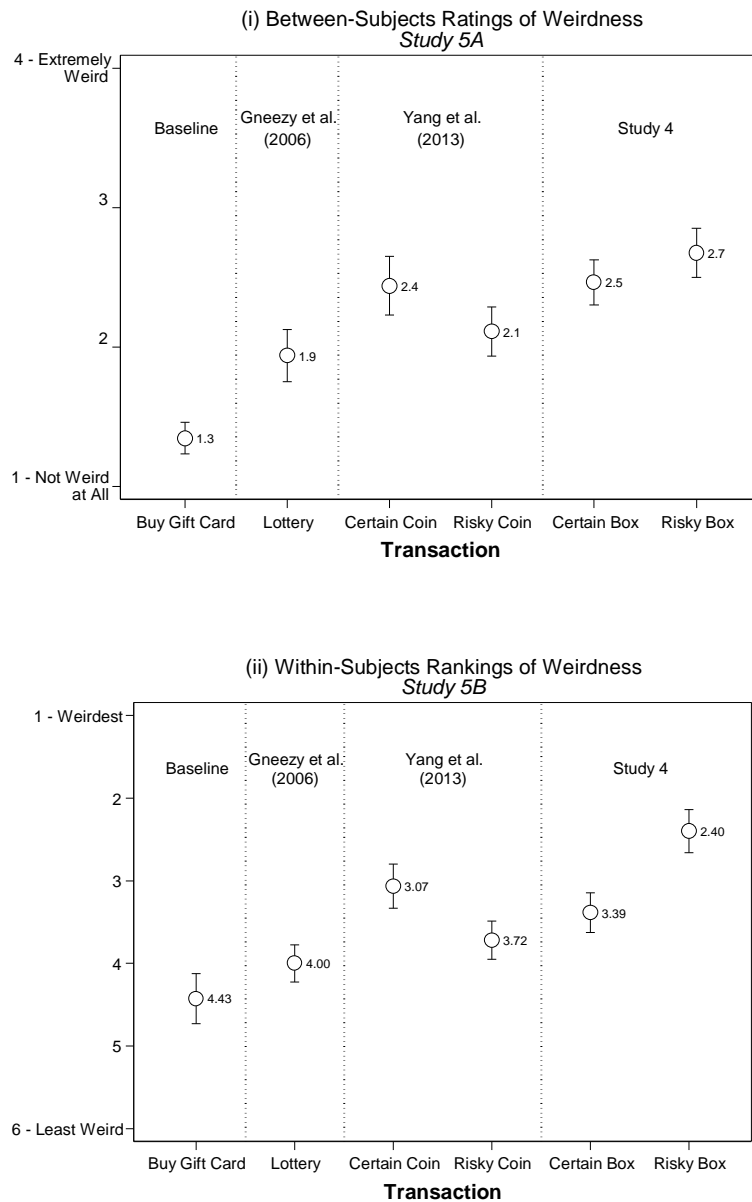 (i) Between-Subjects Ratings of Weirdness
Study 5A
4 - Extremely
Weird
Baseline
Gneezy et al.
(2006)
Yang et al.
(2013)
Study 4
3
2
1 - Not Weird
at All
1.3
1.9
2.4
2.1
2.5
2.7
Buy Gift Card
Lottery
Certain Coin
Risky Coin
Certain Box
Risky Box
Transaction
(ii) Within-Subjects Rankings of Weirdness
Study 5B
1 - Weirdest
Baseline
Gneezy et al.
(2006)
Yang et al.
(2013)
Study 4
2
3
4
5
6 - Least Weird
4.43
4.00
3.07
3.72
3.39
2.40
Buy Gift Card
Lottery
Certain Coin
Risky Coin
Certain Box
Risky Box
Transaction